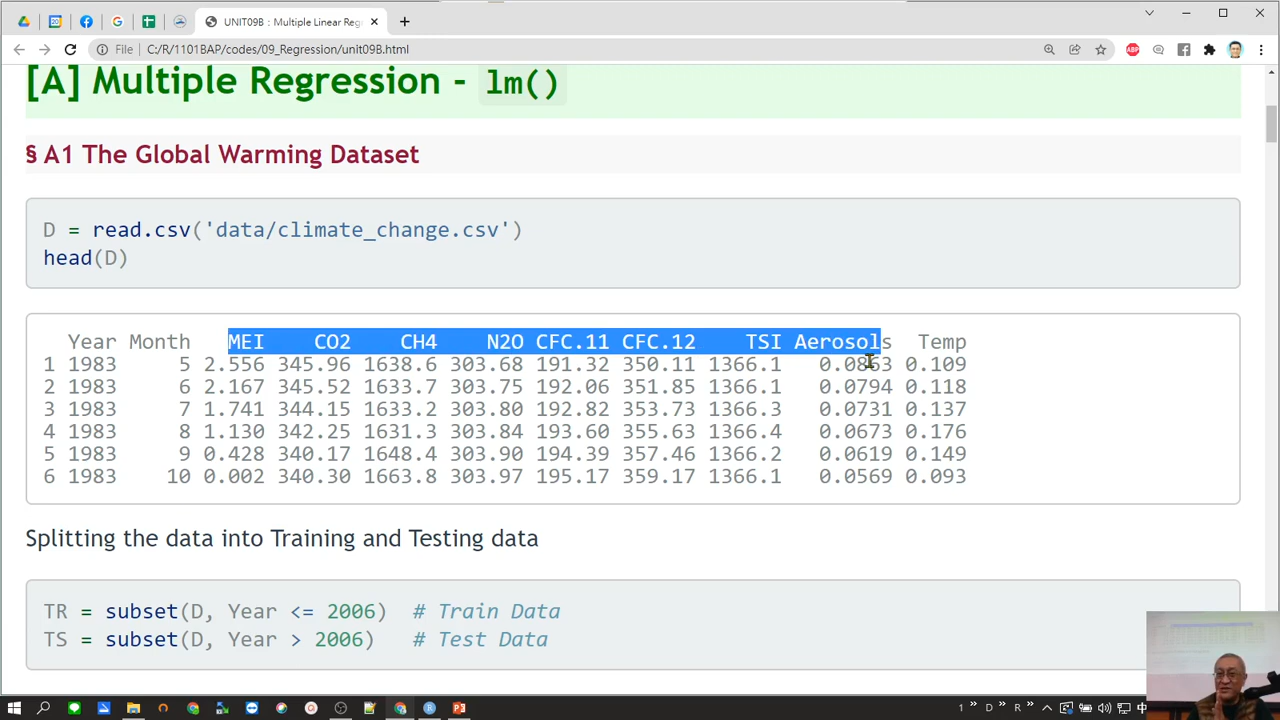 UNIT09B : Multiple Linear Reg
File C:/R/1101BAP/codes/09_Regression/unit09B.html
[A] Multiple Regression - lm()
§ A1 The Global Warming Dataset
D = read.csv('data/climate_change.csv')
head(D)
Year Month MEI CO2 CH4 N2O CFC.11 CFC.12 TSI Aerosols Temp
1 1983 5 2.556 345.96 1638.6 303.68 191.32 350.11 1366.1 0.0863 0.109
2 1983 6 2.167 345.52 1633.7 303.75 192.06 351.85 1366.1 0.0794 0.118
3 1983 7 1.741 344.15 1633.2 303.80 192.82 353.73 1366.3 0.0731 0.137
4 1983 8 1.130 342.25 1631.3 303.84 193.60 355.63 1366.4 0.0673 0.176
5 1983 9 0.428 340.17 1648.4 303.90 194.39 357.46 1366.2 0.0619 0.149
6 1983 10 0.002 340.30 1663.8 303.97 195.17 359.17 1366.1 0.0569 0.093
Splitting the data into Training and Testing data
TR = subset(D, Year <= 2006) # Train Data
TS = subset(D, Year > 2006) # Test Data
1 » D » R » 中